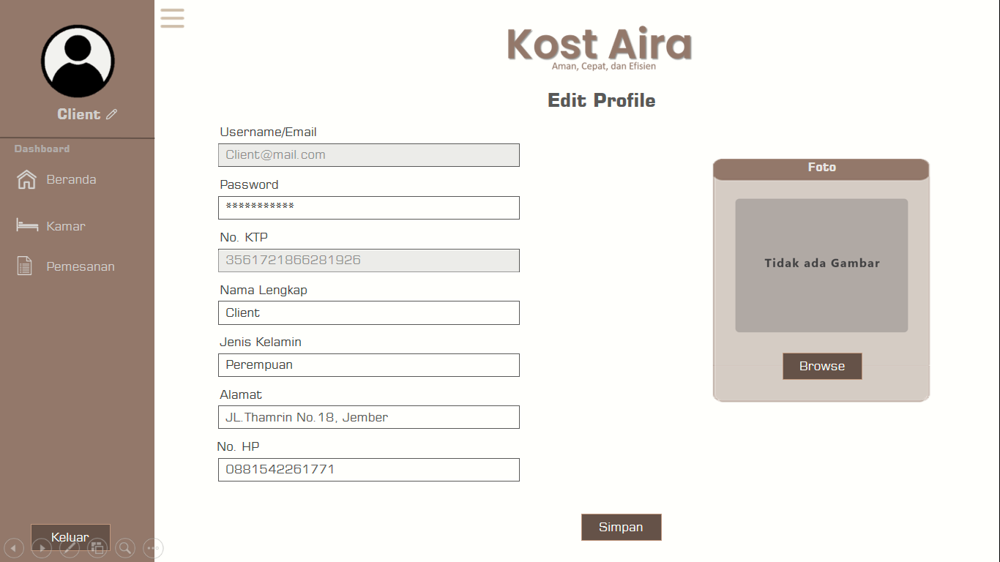 Client
Dashboard
Beranda
Kamar
Pemesanan
Keluar
Kost Aira
Aman, Cepat, dan Efisien
Edit Profile
Username/Email
Client@mail.com
Password
***********
No. KTP
3561721866281926
Nama Lengkap
Client
Jenis Kelamin
Perempuan
Alamat
JL.Thamrin No.18, Jember
No. HP
0881542261771
Foto
Tidak ada Gambar
Browse
Simpan